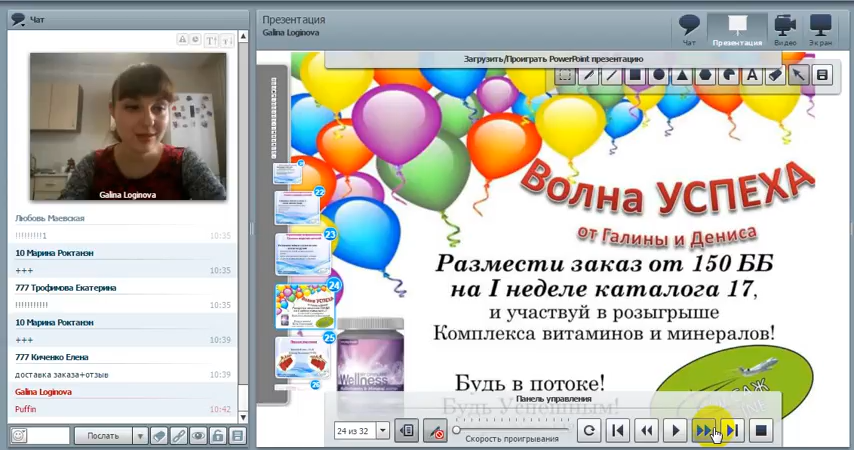 Чат
Galina Loginova
Любовь Маевская
!!!!!!!!!1
10:35
10 Марина Роктанэн
+++
10:35
777 Трофимова Екатерина
!!!!!!!!!!!
10:35
10 Марина Роктанэн
+++
10:39
777 Киченко Елена
доставка заказа+отзыв
10:39
Galina Loginova
Puffin
10:42
Послать
Презентация
Galina Loginova
Чат
Презентация
Видео
Экран
Загрузить/Проиграть PowerPoint презентацию
22
23
24
25
26
Волна УСПЕХА
от Галины и Дениса
Размести заказ от 150 ББ
на I неделе каталога 17,
и участвуй в розыгрыше
Комплекса витаминов и минералов!
Wellness
Будь в потоке!
Будь Успешным!
Панель управления
24 из 32
Скорость проигрывания